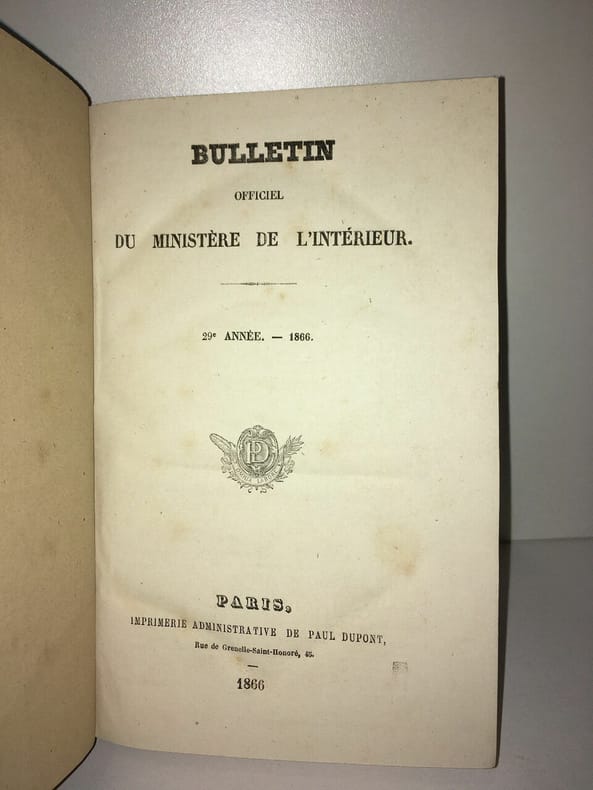 BULLETIN
OFFICIEL
DU MINISTÈRE DE L'INTÉRIEUR.
29e ANNÉE. — 1866.
PD
PARIS,
IMPRIMERIE ADMINISTRATIVE DE PAUL DUPONT,
Rue de Grenelle-Saint-Honoré, 45.
1866